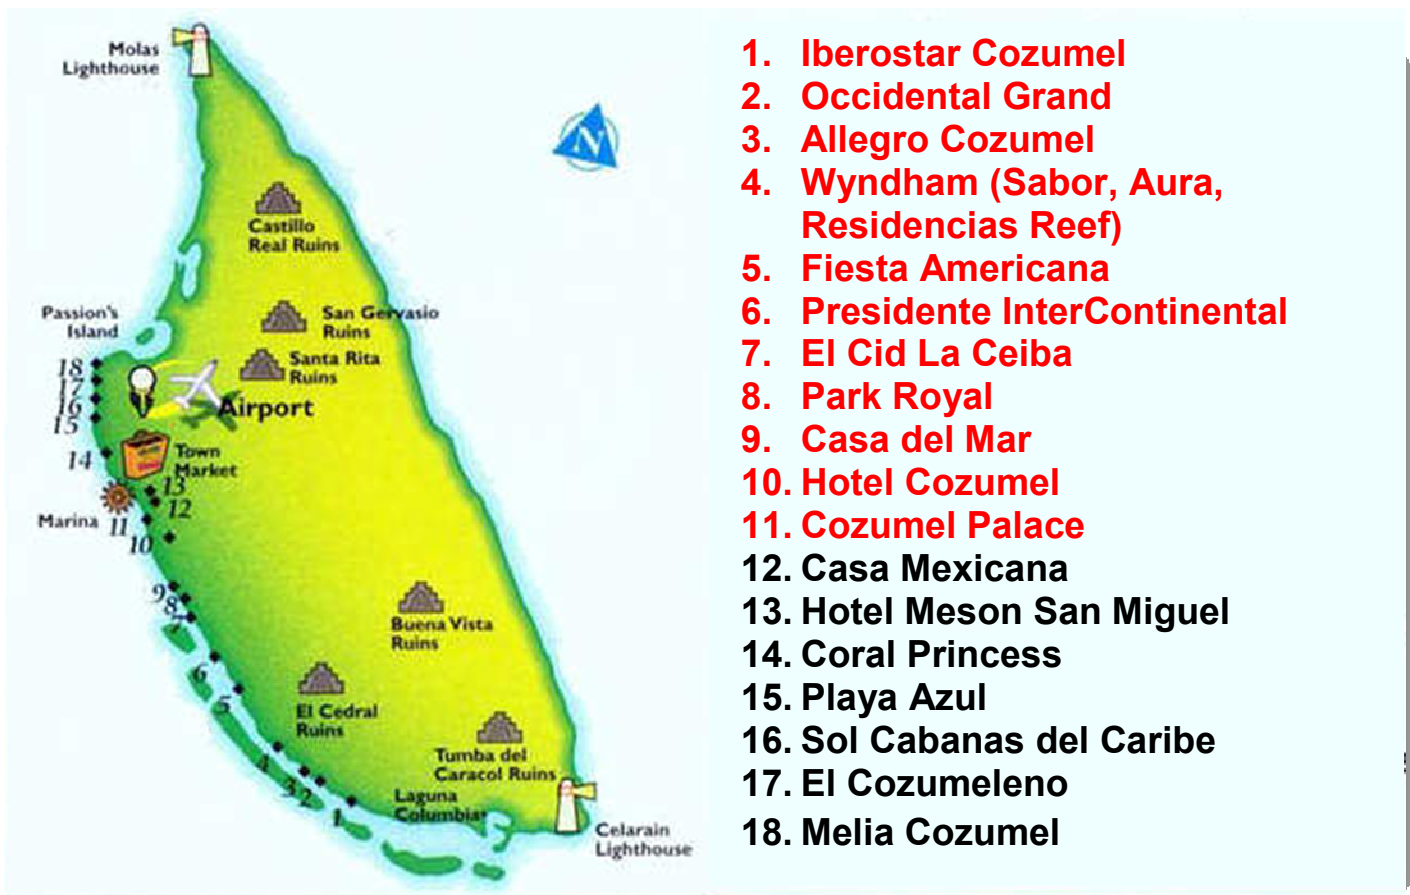 Molas
Lighthouse
N
Castillo
Real Ruins
Passion's
Island
San Gervasio
Ruins
Santa Rita
Ruins
18
17
16
15
Airport
14
Town
Market
13
12
Marina
11
10
9
8
7
Buena Vista
Ruins
6
5
El Cedral
Ruins
4
3
2
Tumba del
Caracol Ruins
1
Laguna
Columbia
Celarain
Lighthouse
1. Iberostar Cozumel
2. Occidental Grand
3. Allegro Cozumel
4. Wyndham (Sabor, Aura,
Residencias Reef)
5. Fiesta Americana
6. Presidente InterContinental
7. El Cid La Ceiba
8. Park Royal
9. Casa del Mar
10. Hotel Cozumel
11. Cozumel Palace
12. Casa Mexicana
13. Hotel Meson San Miguel
14. Coral Princess
15. Playa Azul
16. Sol Cabanas del Caribe
17. El Cozumeleno
18. Melia Cozumel